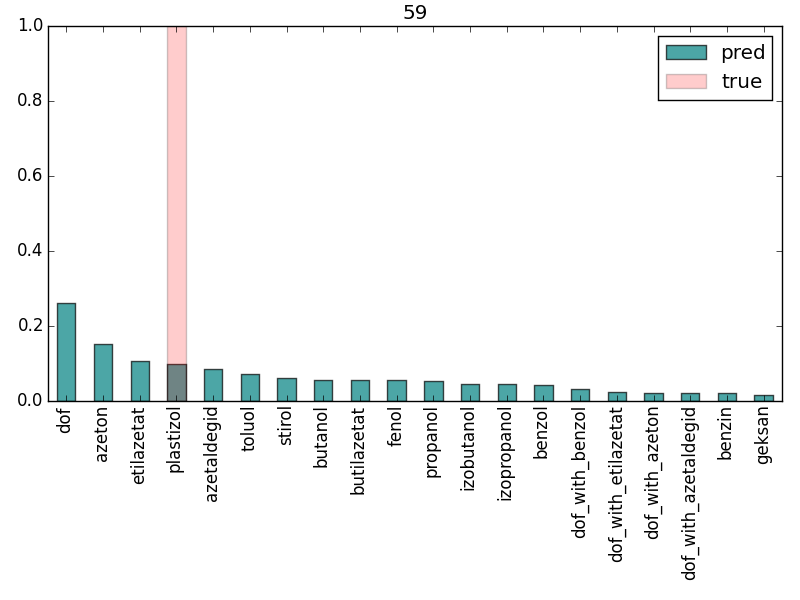 59
1.0
0.8
0.6
0.4
0.2
0.0
pred
true
dof
azeton
etilazetat
plastizol
azetaldegid
toluol
stirol
butanol
butilazetat
fenol
propanol
izobutanol
izopropanol
benzol
dof_with_benzol
dof_with_etilazetat
dof_with_azeton
dof_with_azetaldegid
benzin
geksan